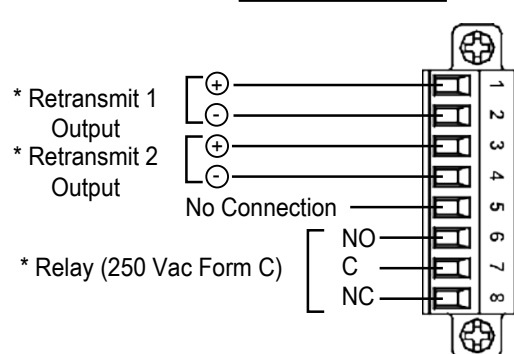 * Retransmit 1
Output
+
-
* Retransmit 2
Output
+
-
No Connection
* Relay (250 Vac Form C)
NO
C
NC
1
2
3
4
5
6
7
8